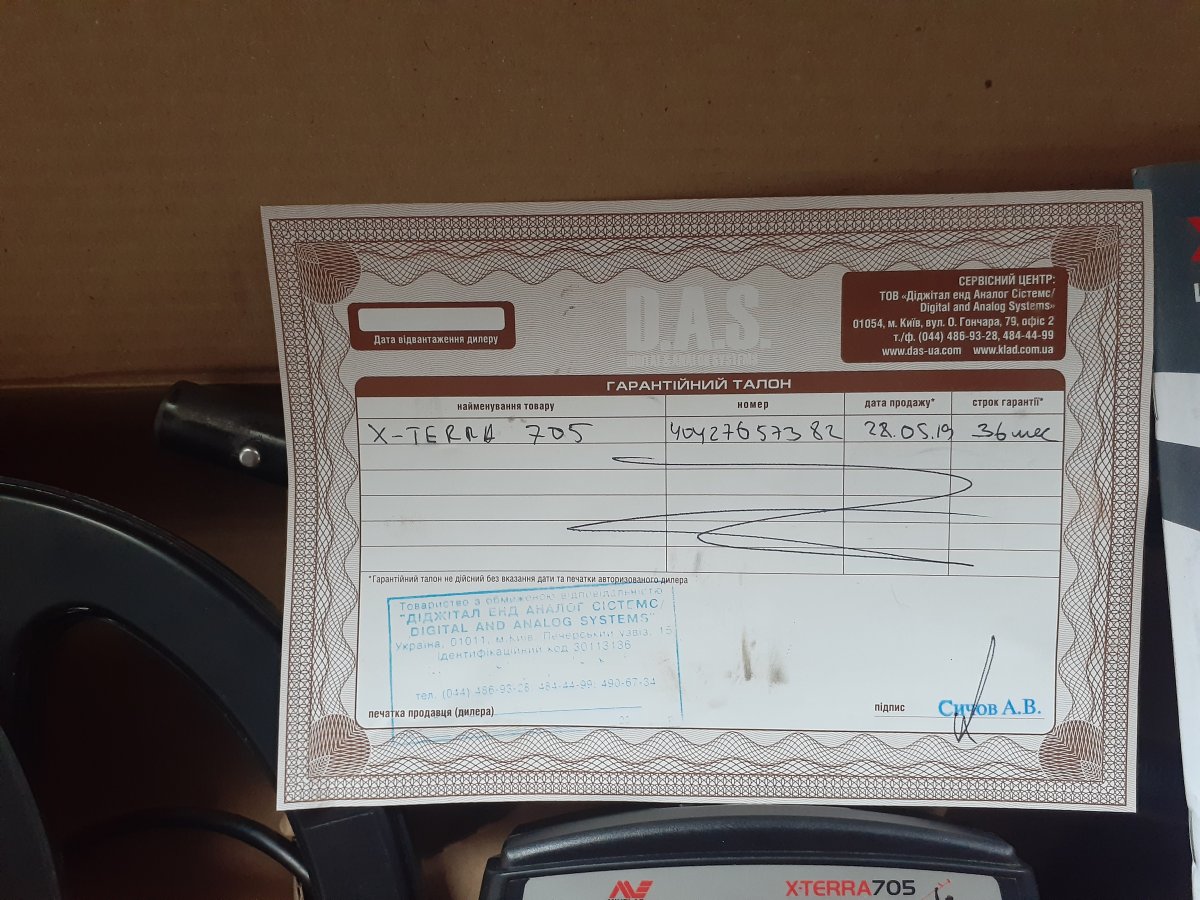 D.A.S.
DIGITAL & ANALOG SYSTEMS
Дата відвантаження дилеру
СЕРВІСНИЙ ЦЕНТР:
ТОВ «Діджітал енд Аналог Сістемс/
Digital and Analog Systems»
01054, м. Київ, вул. О. Гончара, 79, офіс 2
т./ф. (044) 486-93-28, 484-44-99
www.das-ua.com www.klad.com.ua
ГАРАНТІЙНИЙ ТАЛОН
найменування товару номер дата продажу* строк гарантії*
X-TERRA 705 40427657382 28.05.19 36 мес
*Гарантійний талон не дійсний без вказання дати та печатки авторизованого дилера
Товариство з обмеженою відповідальністю
"ДІДЖІТАЛ ЕНД АНАЛОГ СІСТЕМС/
DIGITAL AND ANALOG SYSTEMS"
Україна, 01011, м.Київ, Печерський узвіз, 15
Ідентифікаційний код 30113136
тел. (044) 486-93-28; 484-44-99; 490-67-34
печатка продавця (дилера)
підпис Сичов А.В.
X-TERRA705